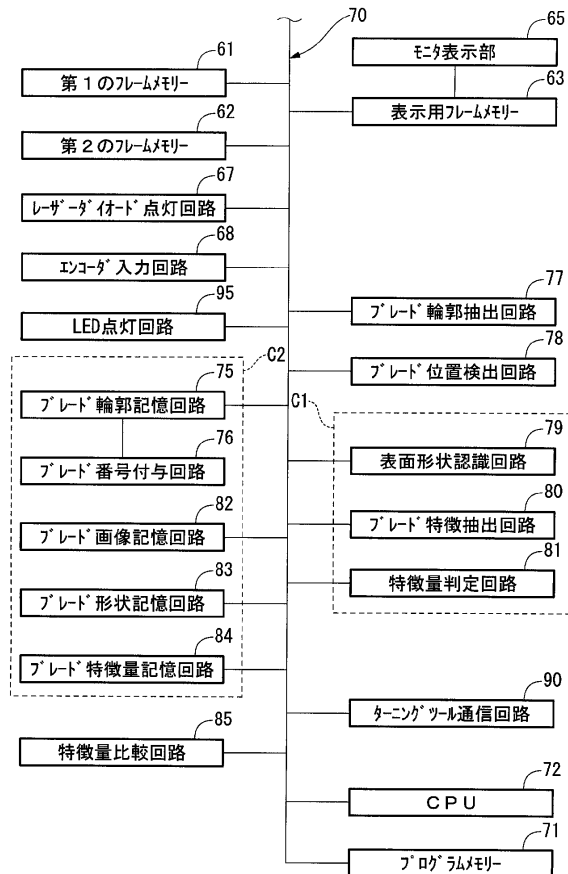 70
65
ﾓﾆﾀ表示部
63
表示用ﾌﾚｰﾑﾒﾓﾘｰ
61
第１のﾌﾚｰﾑﾒﾓﾘｰ
62
第２のﾌﾚｰﾑﾒﾓﾘｰ
67
ﾚｰｻﾞｰﾀﾞｲｵｰﾄﾞ点灯回路
68
ｴﾝｺｰﾀﾞ入力回路
95
LED点灯回路
77
ﾌﾞﾚｰﾄﾞ輪郭抽出回路
78
ﾌﾞﾚｰﾄﾞ位置検出回路
C2
75
ﾌﾞﾚｰﾄﾞ輪郭記憶回路
76
ﾌﾞﾚｰﾄﾞ番号付与回路
82
ﾌﾞﾚｰﾄﾞ画像記憶回路
83
ﾌﾞﾚｰﾄﾞ形状記憶回路
84
ﾌﾞﾚｰﾄﾞ特徴量記憶回路
C1
79
表面形状認識回路
80
ﾌﾞﾚｰﾄﾞ特徴抽出回路
81
特徴量判定回路
85
特徴量比較回路
90
ﾀｰﾆﾝｸﾞﾂｰﾙ通信回路
72
ＣＰＵ
71
ﾌﾟﾛｸﾞﾗﾑﾒﾓﾘｰ